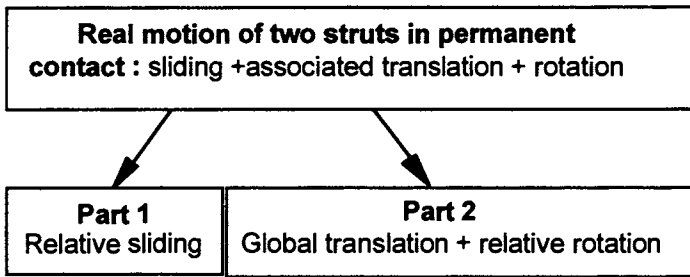 Real motion of two struts in permanent
contact : sliding +associated translation + rotation
Part 1
Relative sliding
Part 2
Global translation + relative rotation